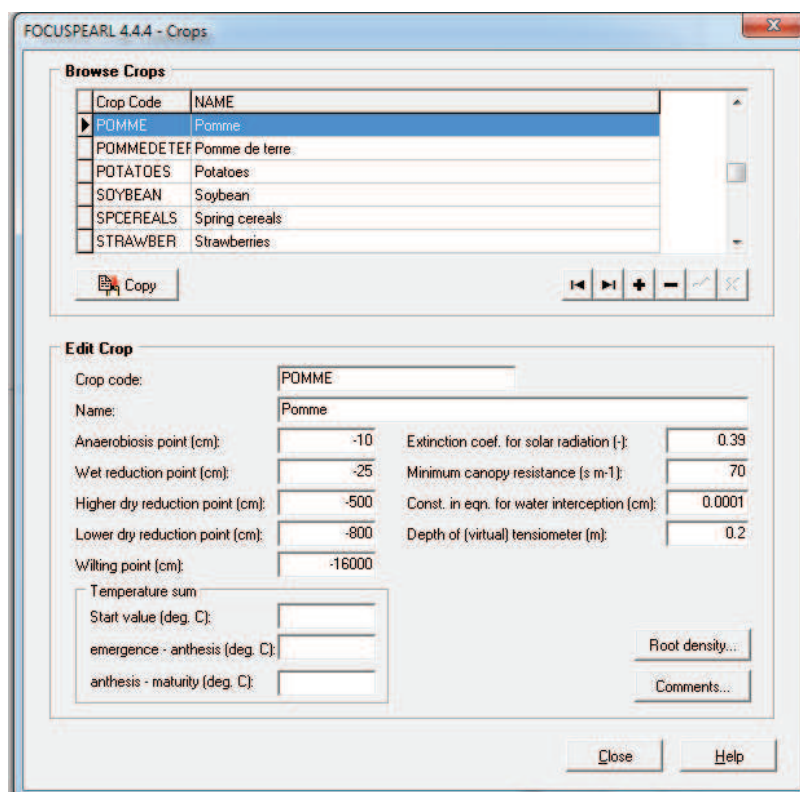 FOCUSPEARL 4.4.4 - Crops
Browse Crops
Crop Code NAME
POMME Pomme
POMMEDETER Pomme de terre
POTATOES Potatoes
SOYBEAN Soybean
SPCEREALS Spring cereals
STRAWBER Strawberries
Copy
Edit Crop
Crop code: POMME
Name: Pomme
Anaerobiosis point (cm): -10 Extinction coef. for solar radiation (-): 0.39
Wet reduction point (cm): -25 Minimum canopy resistance (s m-1): 70
Higher dry reduction point (cm): -500 Const. in eqn. for water interception (cm): 0.0001
Lower dry reduction point (cm): -800 Depth of (virtual) tensiometer (m): 0.2
Wilting point (cm): -16000
Temperature sum
Start value (deg. C):
emergence - anthesis (deg. C):
anthesis - maturity (deg. C):
Root density...
Comments...
Close Help